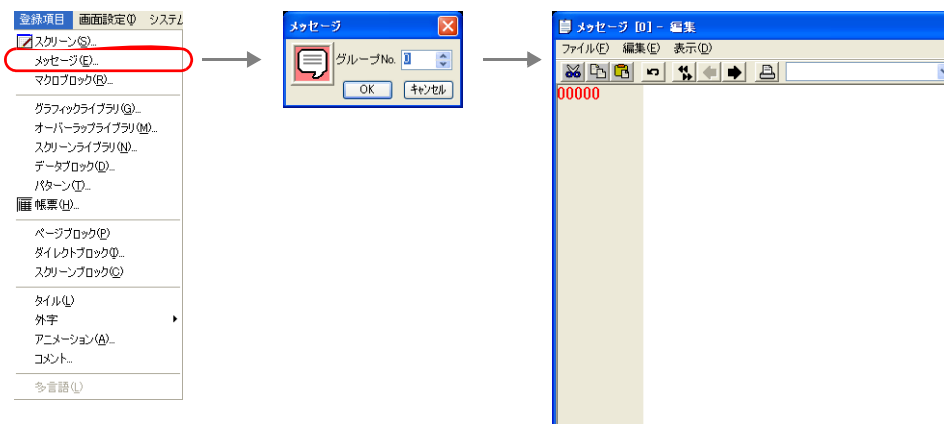 登録項目 画面設定(I) システム
スクリーン(S)...
メッセージ(E)...
マクロブロック(R)...
グラフィックライブラリ(G)...
オーバーラップライブラリ(M)...
スクリーンライブラリ(N)...
データブロック(D)...
パターン(T)...
帳票(H)...
ページブロック(P)
ダイレクトブロック(I)...
スクリーンブロック(C)
タイル(L)
外字
アニメーション(A)...
コメント...
多言語(L)
メッセージ
グループNo. 0
OK キャンセル
メッセージ [0] - 編集
ファイル(F) 編集(E) 表示(D)
00000